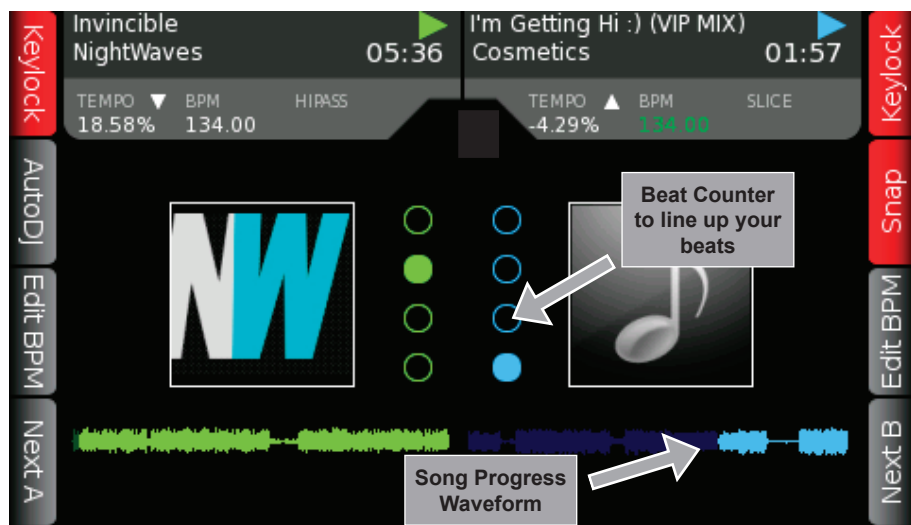 Keylock
AutoDJ
Edit BPM
Next A
Invincible
NightWaves 05:36
TEMPO ▼ BPM HIPASS
18.58% 134.00
I'm Getting Hi :) (VIP MIX)
Cosmetics 01:57
TEMPO ▲ BPM SLICE
-4.29% 134.00
NW
Beat Counter
to line up your
beats
Song Progress
Waveform
Keylock
Snap
Edit BPM
Next B